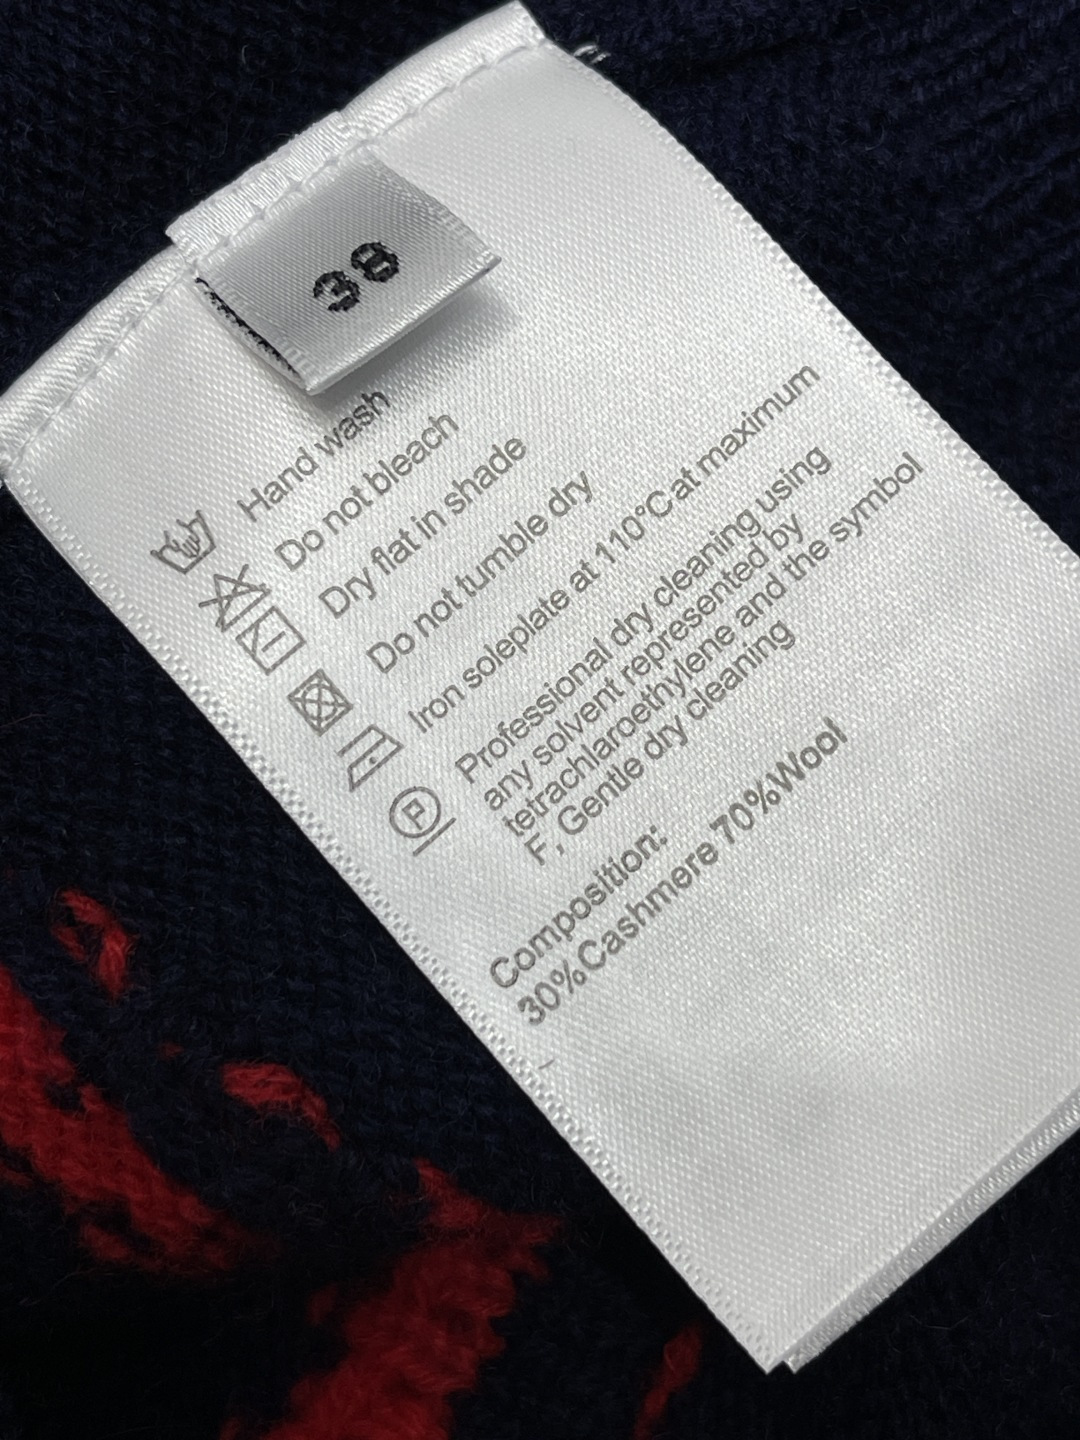 38
Hand wash
Do not bleach
Dry flat in shade
Do not tumble dry
Iron soleplate at 110°C at maximum
P
Professional dry cleaning using
any solvent represented by
tetrachlaroethylene and the symbol
F, Gentle dry cleaning
Composition:
30%Cashmere 70%Wool